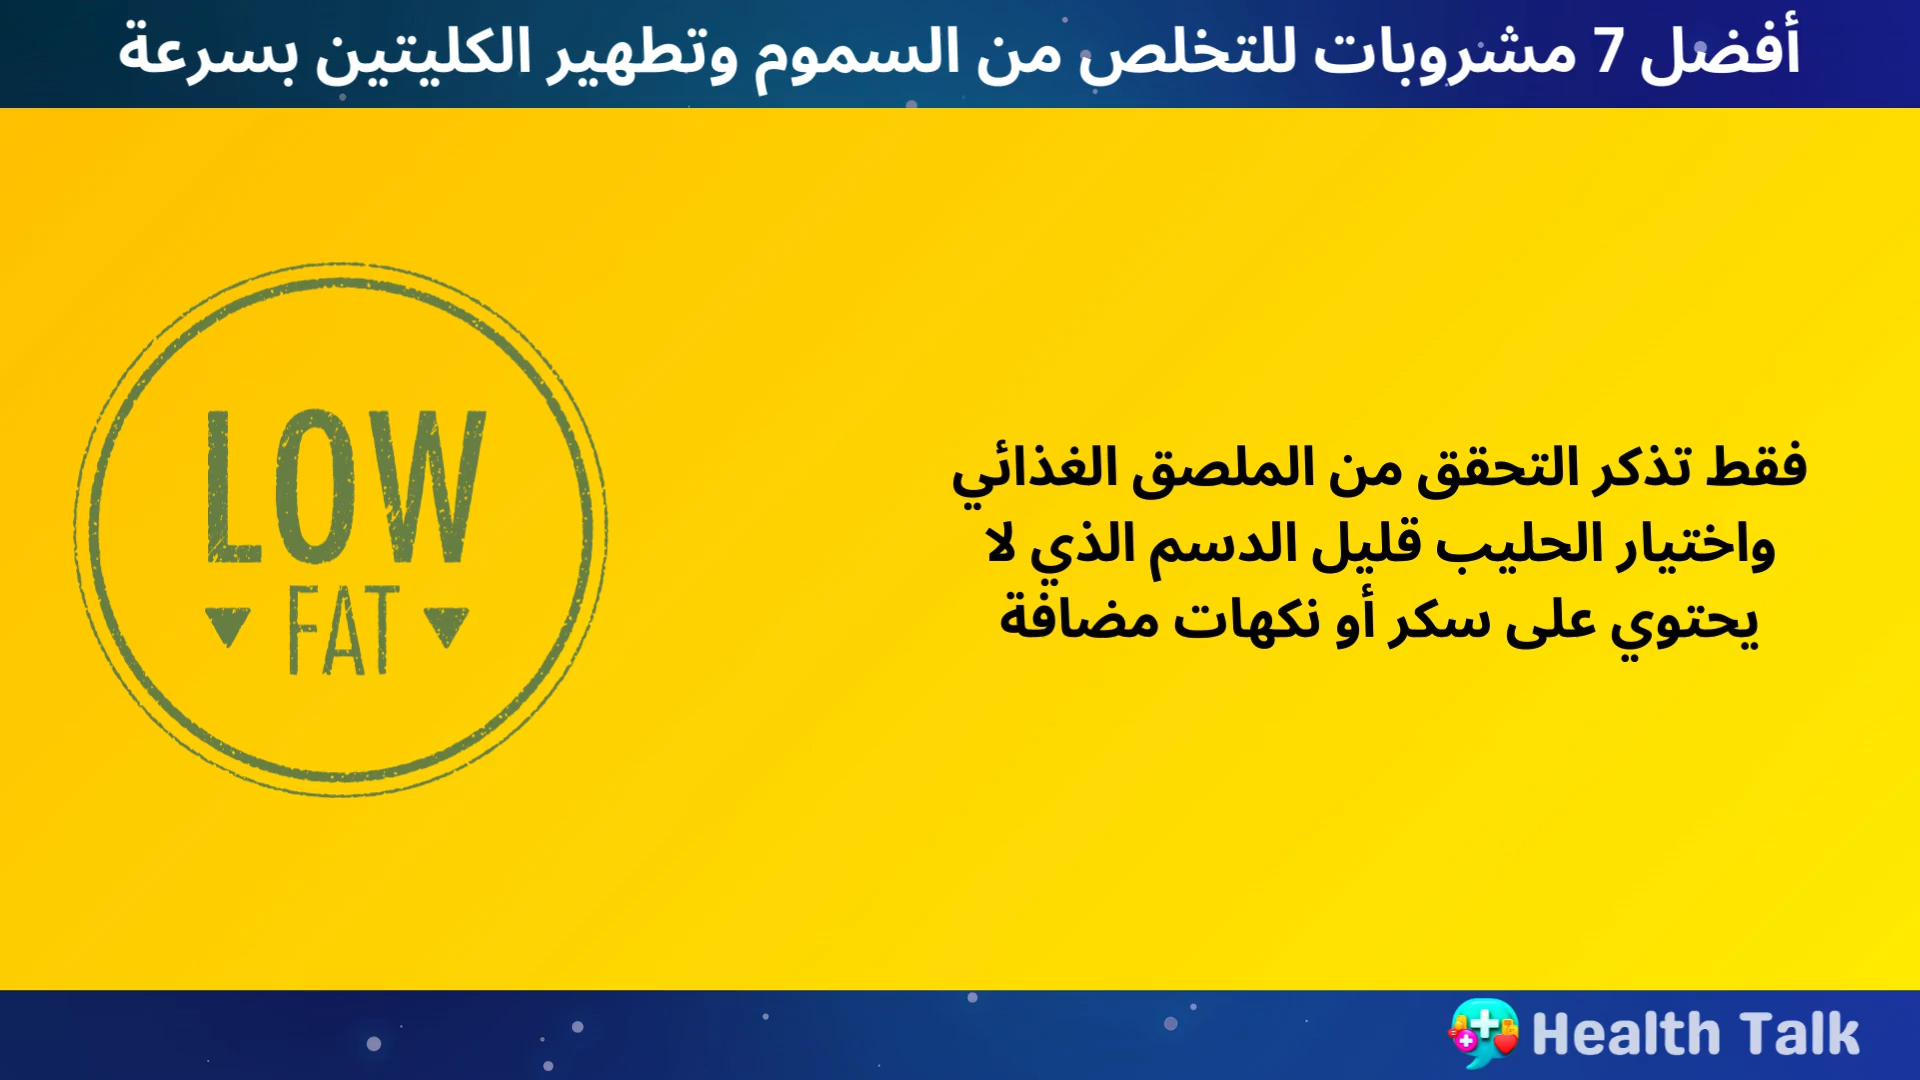 أفضل 7 مشروبات للتخلص من السموم وتطهير الكليتين بسرعة
فقط تذكر التحقق من الملصق الغذائي
واختيار الحليب قليل الدسم الذي لا
يحتوي على سكر أو نكهات مضافة
LOW
FAT
Health Talk